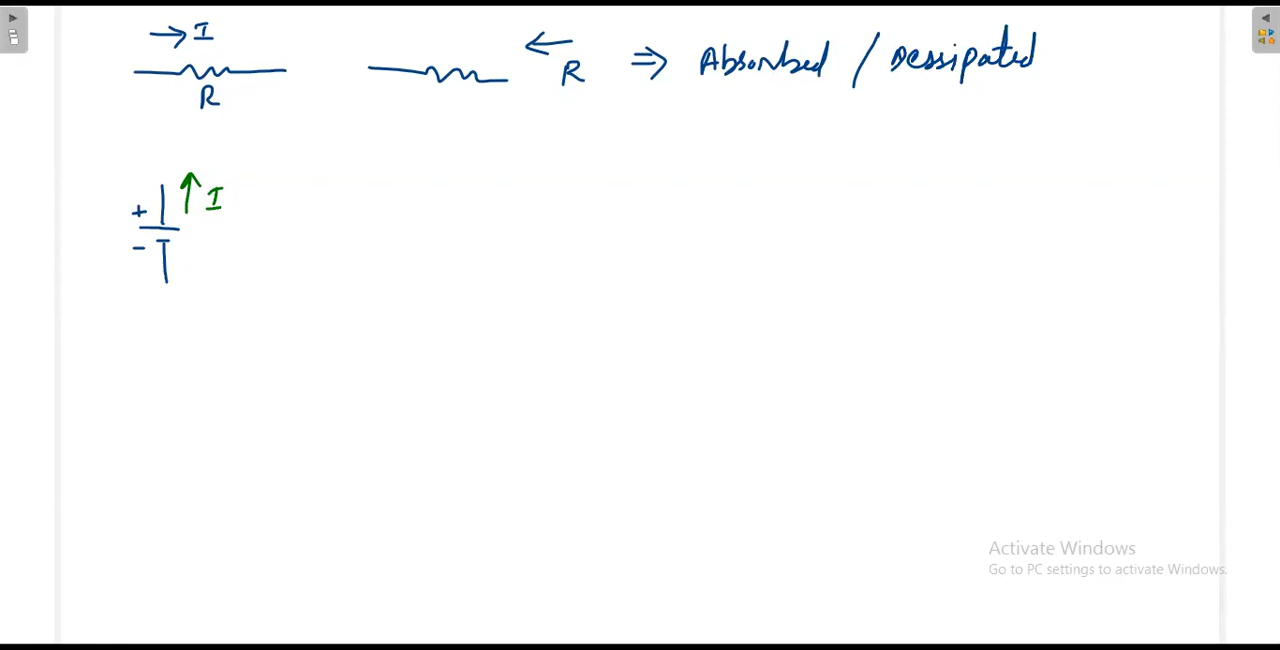 → I
R
← R ⇒ Absorbed / Dessipated
+ ↑ I
-
Activate Windows
Go to PC settings to activate Windows.